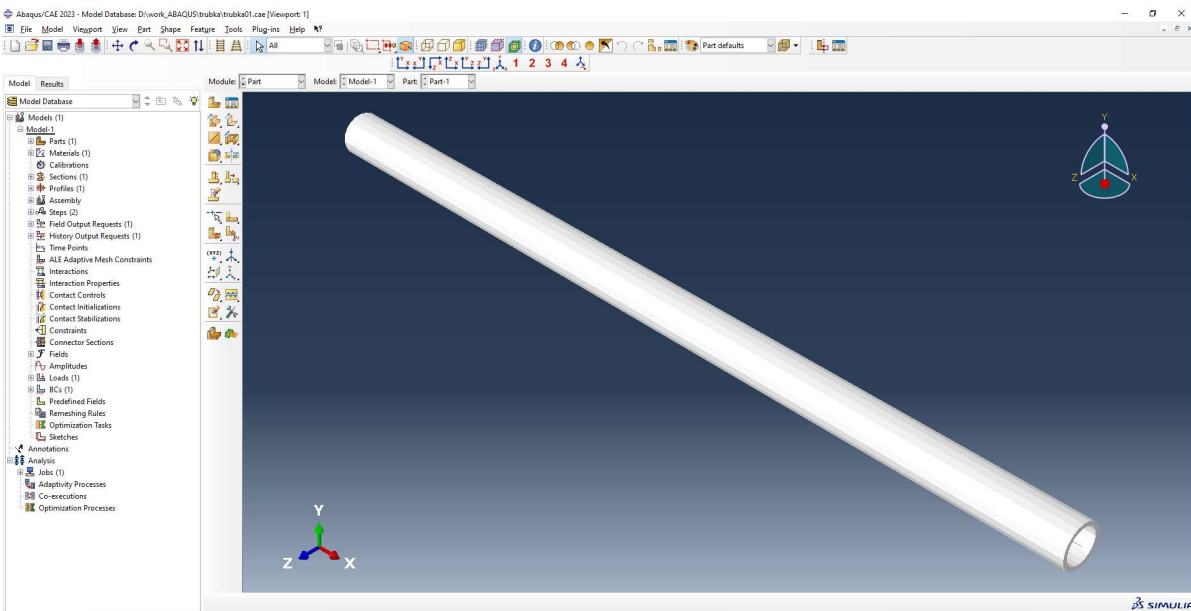 Abaqus/CAE 2023 - Model Database: D:\work_ABAQUS\trubka\trubka01.cae [Viewport: 1]
File Model Viewport View Part Shape Feature Tools Plug-ins Help
All
Part defaults
1 2 3 4
Model Results
Module: Part Model: Model-1 Part: Part-1
Model Database
Models (1)
Model-1
Parts (1)
Materials (1)
Calibrations
Sections (1)
Profiles (1)
Assembly
Steps (2)
Field Output Requests (1)
History Output Requests (1)
Time Points
ALE Adaptive Mesh Constraints
Interactions
Interaction Properties
Contact Controls
Contact Initializations
Contact Stabilizations
Constraints
Connector Sections
Fields
Amplitudes
Loads (1)
BCs (1)
Predefined Fields
Remeshing Rules
Optimization Tasks
Sketches
Annotations
Analysis
Jobs (1)
Adaptivity Processes
Co-executions
Optimization Processes
(XYZ)
Y
Z X
Y
Z X
SIMULIA